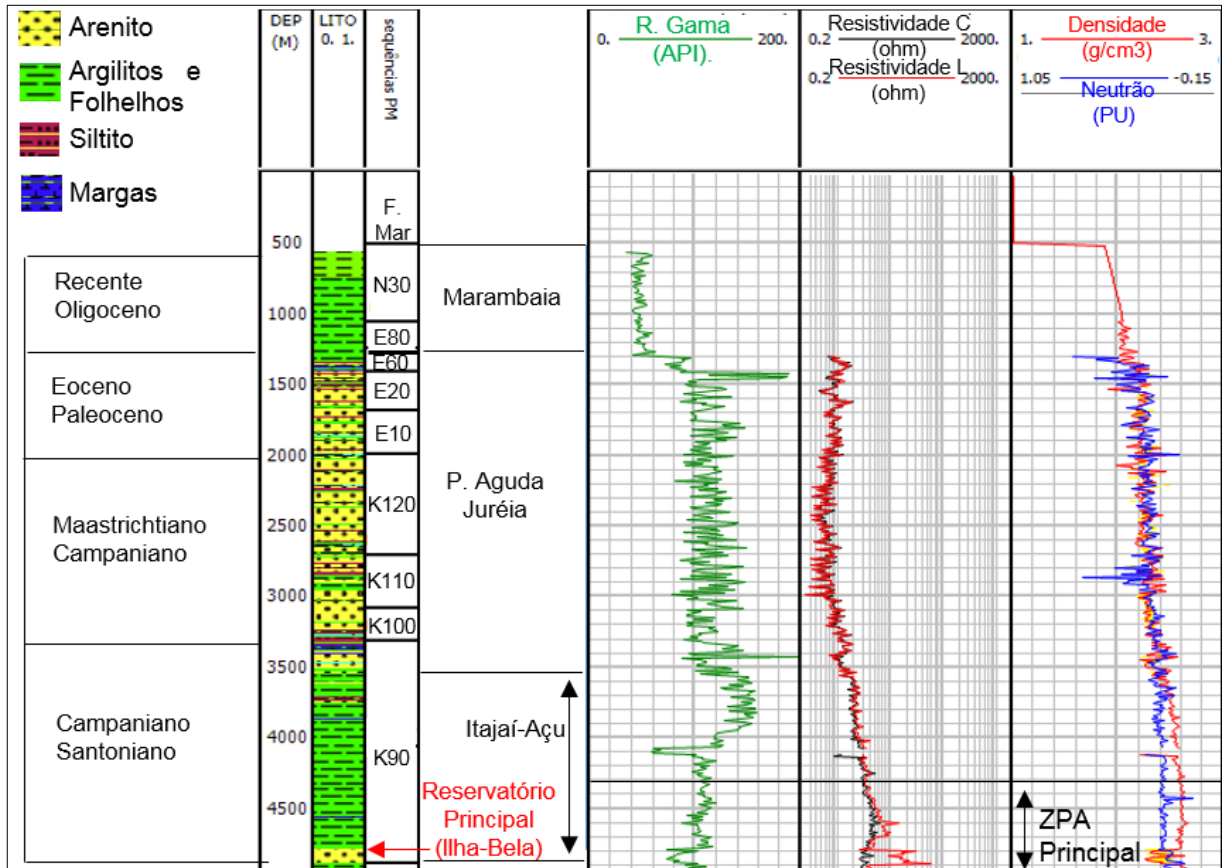 Arenito
Argilitos e
Folhelhos
Siltito
Margas
DEP
(M)
LITO
0. 1.
sequências PM
0. R. Gama 200.
(API).
0.2 Resistividade C 2000.
(ohm)
0.2 Resistividade L 2000.
(ohm)
1. Densidade 3.
(g/cm3)
1.05 Neutrão -0.15
(PU)
500
1000
1500
2000
2500
3000
3500
4000
4500
F.
Mar
N30
E80
E60
E20
E10
K120
K110
K100
K90
Recente
Oligoceno
Eoceno
Paleoceno
Maastrichtiano
Campaniano
Campaniano
Santoniano
Marambaia
P. Aguda
Juréia
Itajaí-Açu
Reservatório
Principal
(Ilha-Bela)
ZPA
Principal